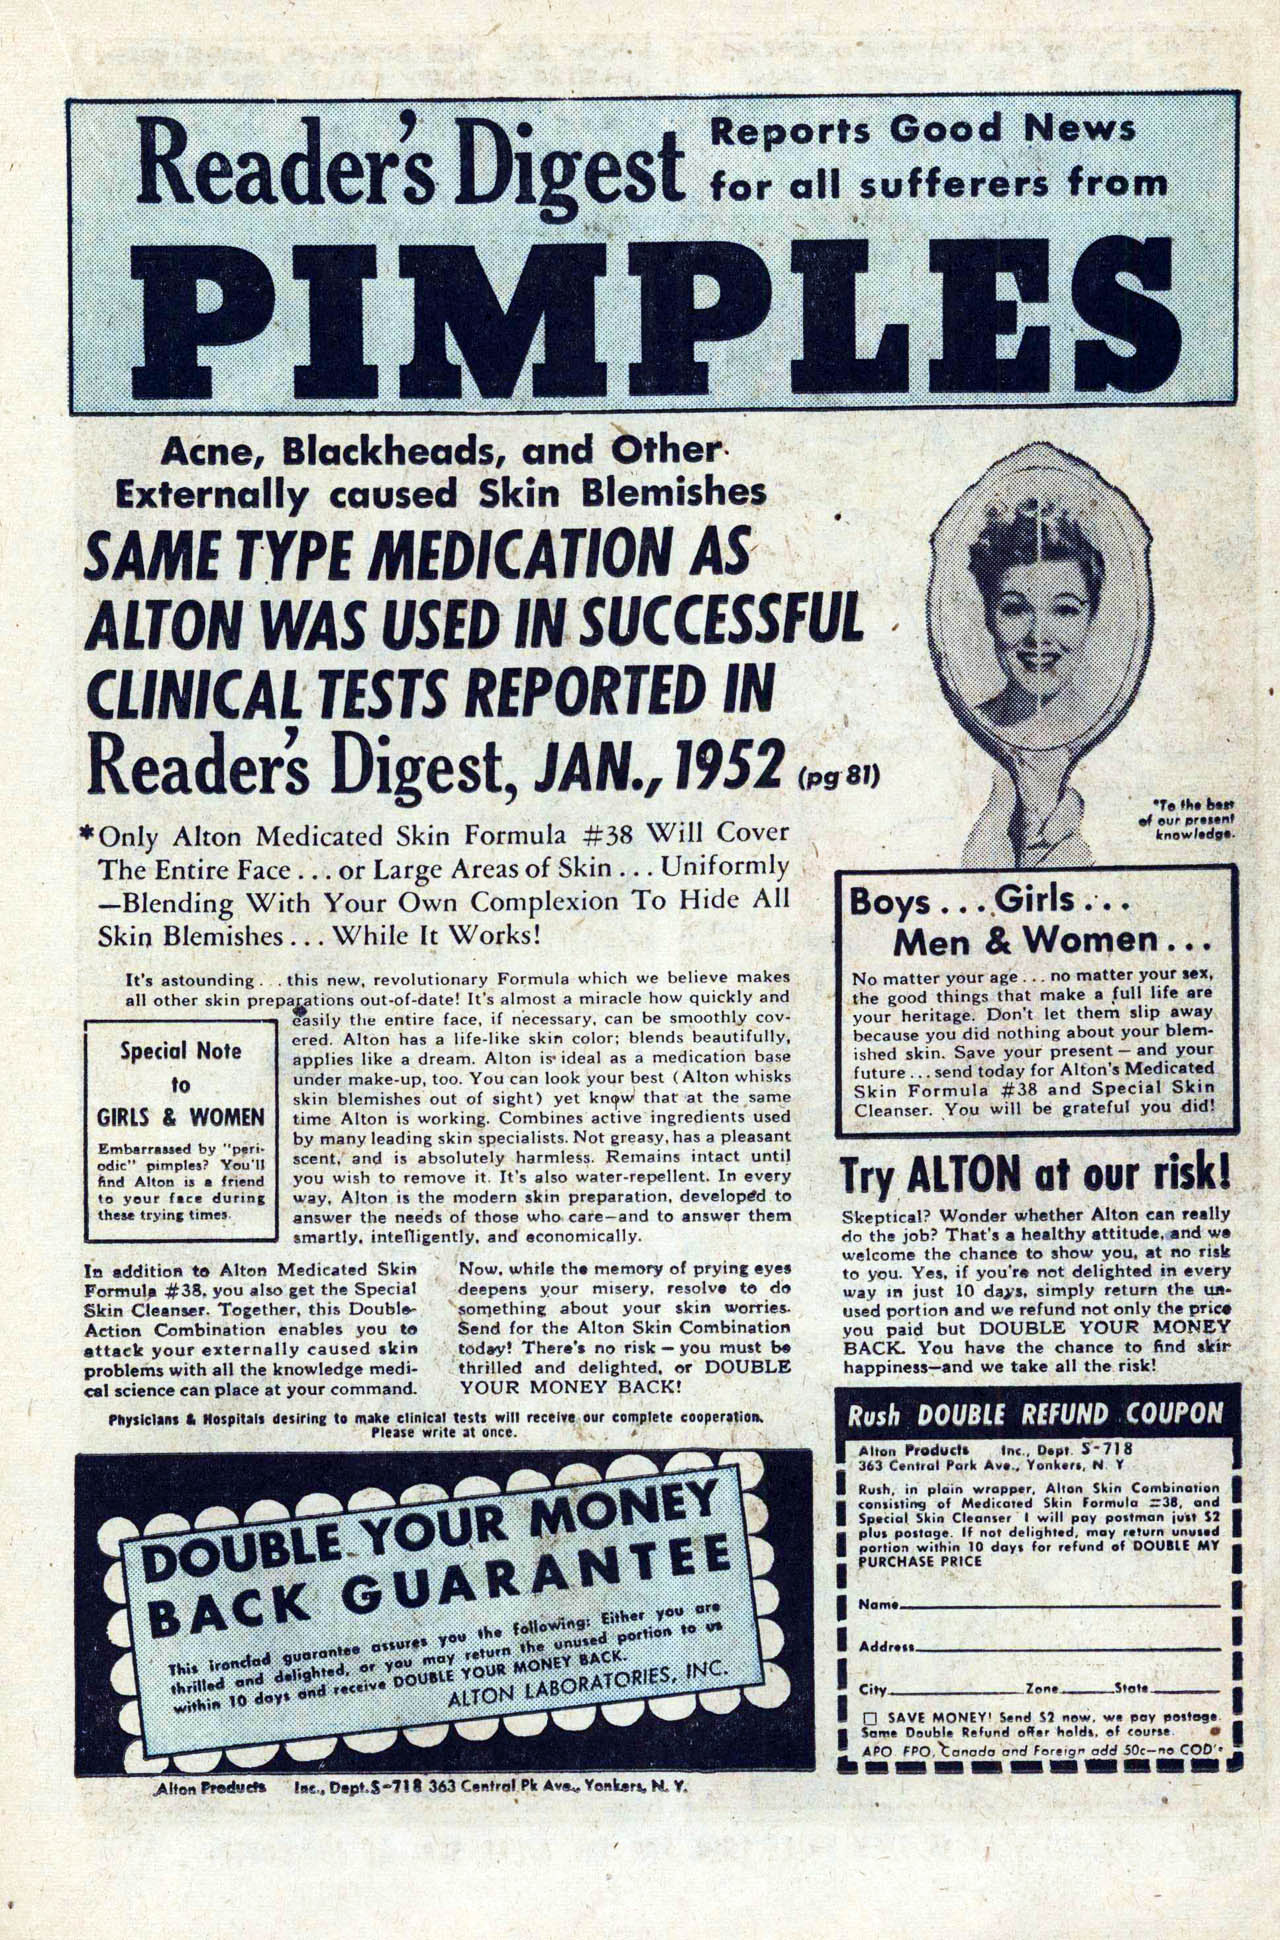 Reader's Digest
Reports Good News
for all sufferers from
PIMPLES
Acne, Blackheads, and Other
Externally caused Skin Blemishes
SAME TYPE MEDICATION AS
ALTON WAS USED IN SUCCESSFUL
CLINICAL TESTS REPORTED IN
Reader's Digest, JAN., 1952 (pg 81)
*To the best
of our present
knowledge.
*Only Alton Medicated Skin Formula #38 Will Cover
The Entire Face . . . or Large Areas of Skin . . . Uniformly
—Blending With Your Own Complexion To Hide All
Skin Blemishes . . . While It Works!
It's astounding . . . this new, revolutionary Formula which we believe makes
all other skin preparations out-of-date! It's almost a miracle how quickly and
easily the entire face, if necessary, can be smoothly cov-
ered. Alton has a life-like skin color; blends beautifully,
applies like a dream. Alton is ideal as a medication base
under make-up, too. You can look your best (Alton whisks
skin blemishes out of sight) yet know that at the same
time Alton is working. Combines active ingredients used
by many leading skin specialists. Not greasy, has a pleasant
scent, and is absolutely harmless. Remains intact until
you wish to remove it. It's also water-repellent. In every
way, Alton is the modern skin preparation, developed to
answer the needs of those who care—and to answer them
smartly, intelligently, and economically.
Special Note
to
GIRLS & WOMEN
Embarrassed by "peri-
odic" pimples? You'll
find Alton is a friend
to your face during
these trying times.
In addition to Alton Medicated Skin
Formula #38, you also get the Special
Skin Cleanser. Together, this Double-
Action Combination enables you to
attack your externally caused skin
problems with all the knowledge medi-
cal science can place at your command.
Now, while the memory of prying eyes
deepens your misery, resolve to do
something about your skin worries.
Send for the Alton Skin Combination
today! There's no risk — you must be
thrilled and delighted, or DOUBLE
YOUR MONEY BACK!
Physicians & Hospitals desiring to make clinical tests will receive our complete cooperation.
Please write at once.
DOUBLE YOUR MONEY
BACK GUARANTEE
This ironclad guarantee assures you the following: Either you are
thrilled and delighted, or you may return the unused portion to us
within 10 days and receive DOUBLE YOUR MONEY BACK.
ALTON LABORATORIES, INC.
Alton Products Inc., Dept. S-718 363 Central Pk Ave., Yonkers, N. Y.
Boys . . . Girls . . .
Men & Women . . .
No matter your age . . . no matter your sex,
the good things that make a full life are
your heritage. Don't let them slip away
because you did nothing about your blem-
ished skin. Save your present — and your
future . . . send today for Alton's Medicated
Skin Formula #38 and Special Skin
Cleanser. You will be grateful you did!
Try ALTON at our risk!
Skeptical? Wonder whether Alton can really
do the job? That's a healthy attitude, and we
welcome the chance to show you, at no risk
to you. Yes, if you're not delighted in every
way in just 10 days, simply return the un-
used portion and we refund not only the price
you paid but DOUBLE YOUR MONEY
BACK. You have the chance to find skin
happiness—and we take all the risk!
Rush DOUBLE REFUND COUPON
Alton Products Inc., Dept. S-718
363 Central Park Ave., Yonkers, N. Y
Rush, in plain wrapper, Alton Skin Combination
consisting of Medicated Skin Formula #38, and
Special Skin Cleanser I will pay postman just $2
plus postage. If not delighted, may return unused
portion within 10 days for refund of DOUBLE MY
PURCHASE PRICE
Name
Address
City Zone State
SAVE MONEY! Send $2 now, we pay postage.
Same Double Refund offer holds, of course.
APO. FPO, Canada and Foreign add 50c—no COD's